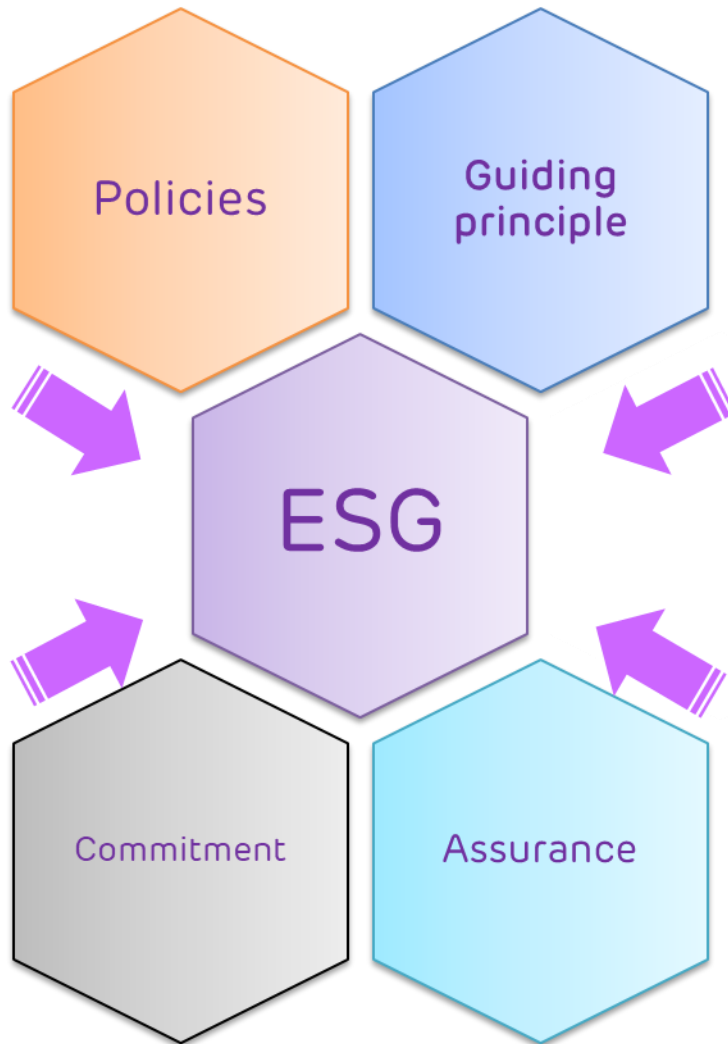 Policies
Guiding
principle
ESG
Commitment
Assurance